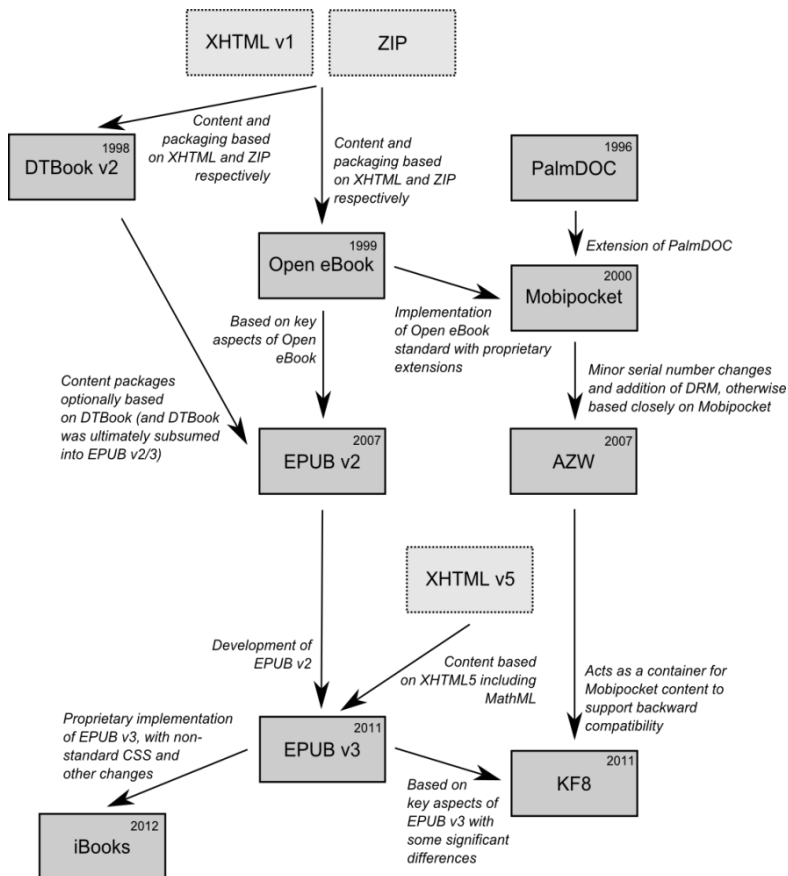 XHTML v1
ZIP
Content and
packaging based
on XHTML and ZIP
respectively
Content and
packaging based
on XHTML and ZIP
respectively
1998
DTBook v2
1996
PalmDOC
Extension of PalmDOC
1999
Open eBook
2000
Mobipocket
Based on key
aspects of Open
eBook
Implementation
of Open eBook
standard with proprietary
extensions
Minor serial number changes
and addition of DRM, otherwise
based closely on Mobipocket
Content packages
optionally based
on DTBook (and DTBook
was ultimately subsumed
into EPUB v2/3)
2007
EPUB v2
2007
AZW
XHTML v5
Development of
EPUB v2
Content based
on XHTML5 including
MathML
Acts as a container for
Mobipocket content to
support backward
compatibility
Proprietary implementation
of EPUB v3, with non-
standard CSS and
other changes
2011
EPUB v3
Based on
key aspects of
EPUB v3 with
some significant
differences
2011
KF8
2012
iBooks